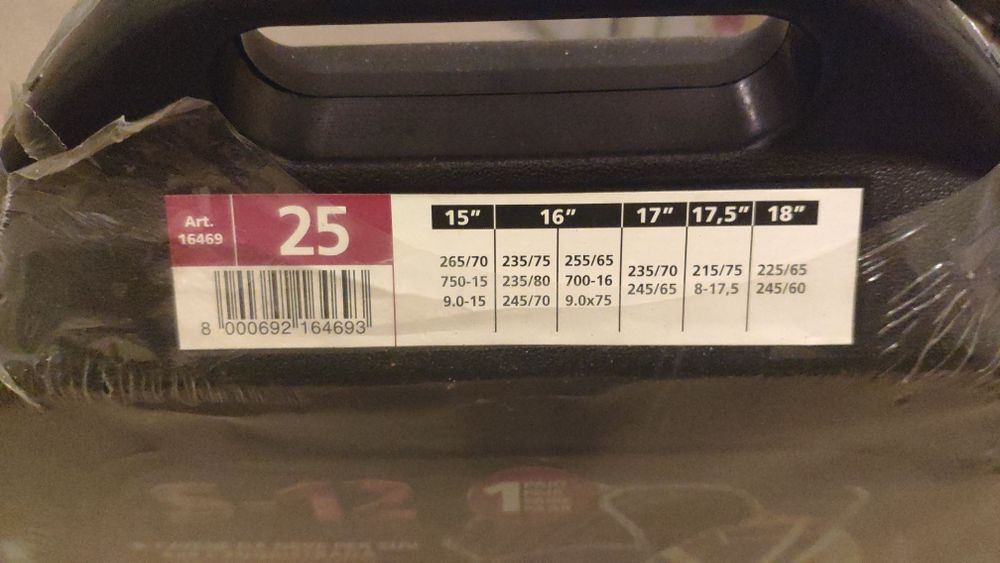 Art.
16469
25
8 000692 164693
15” 16” 17” 17,5” 18”
265/70 235/75 255/65 235/70 215/75 225/65
750-15 235/80 700-16 245/65 8-17,5 245/60
9.0-15 245/70 9.0x75
S-12
1